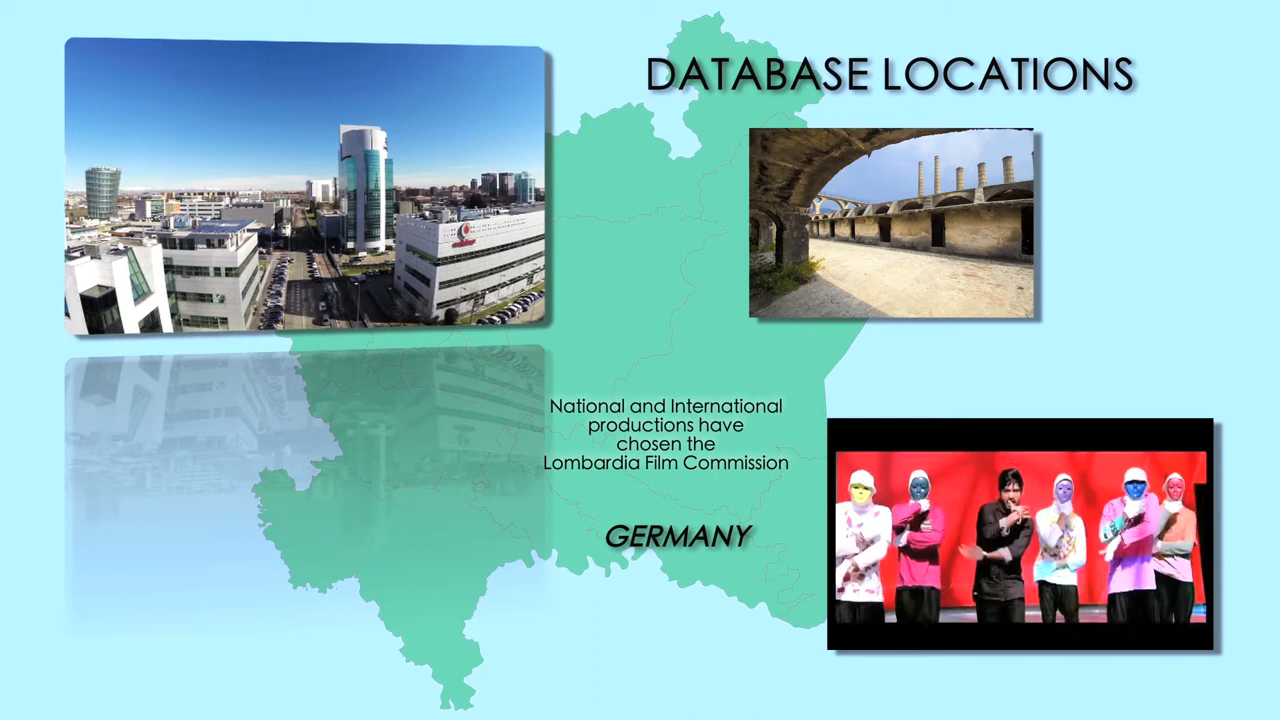 DATABASE LOCATIONS
National and International
productions have
chosen the
Lombardia Film Commission
GERMANY